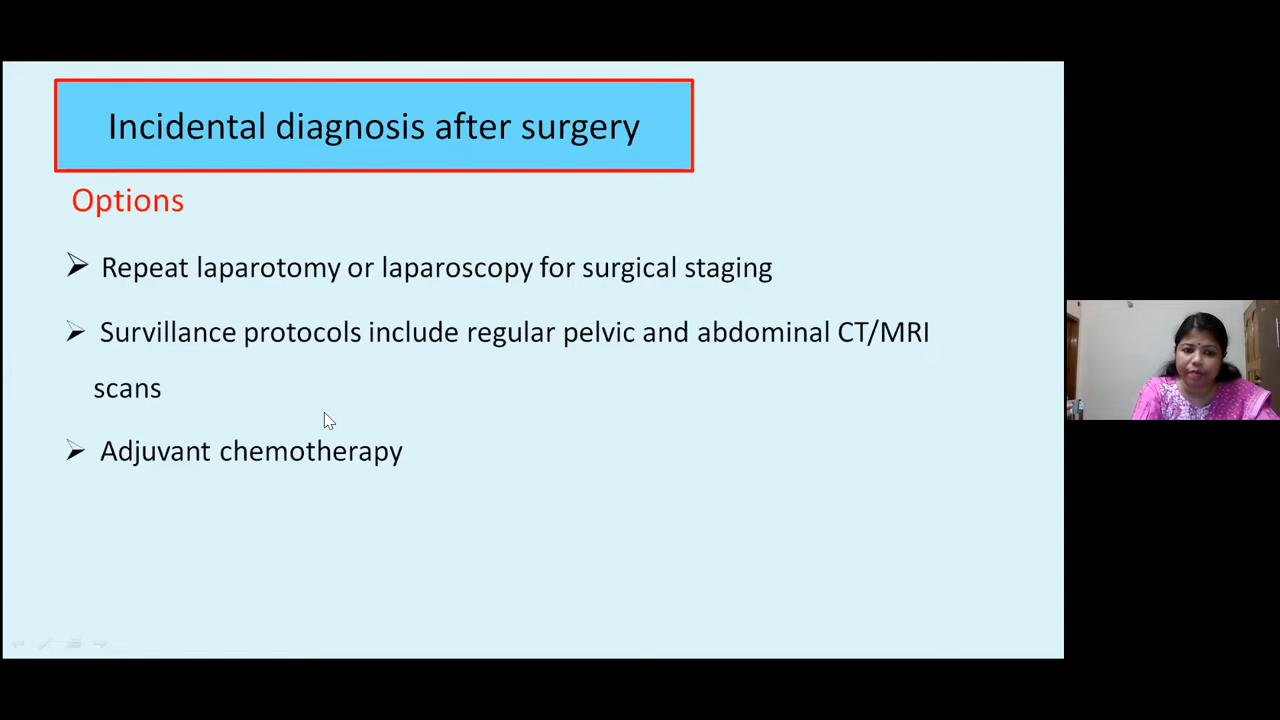 Incidental diagnosis after surgery
Options
Repeat laparotomy or laparoscopy for surgical staging
Survillance protocols include regular pelvic and abdominal CT/MRI
scans
Adjuvant chemotherapy